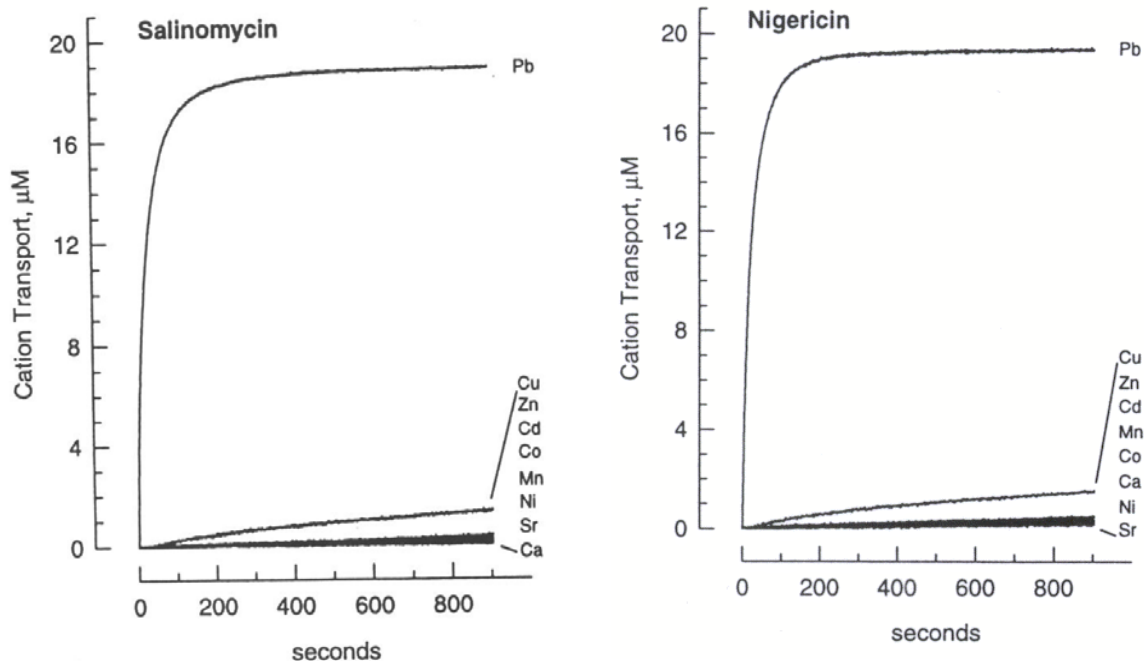 Salinomycin
20
16
12
8
4
0
Cation Transport, µM
Pb
Cu
Zn
Cd
Co
Mn
Ni
Sr
Ca
0 200 400 600 800
seconds
Nigericin
20
16
12
8
4
0
Cation Transport, µM
Pb
Cu
Zn
Cd
Mn
Co
Ca
Ni
Sr
0 200 400 600 800
seconds